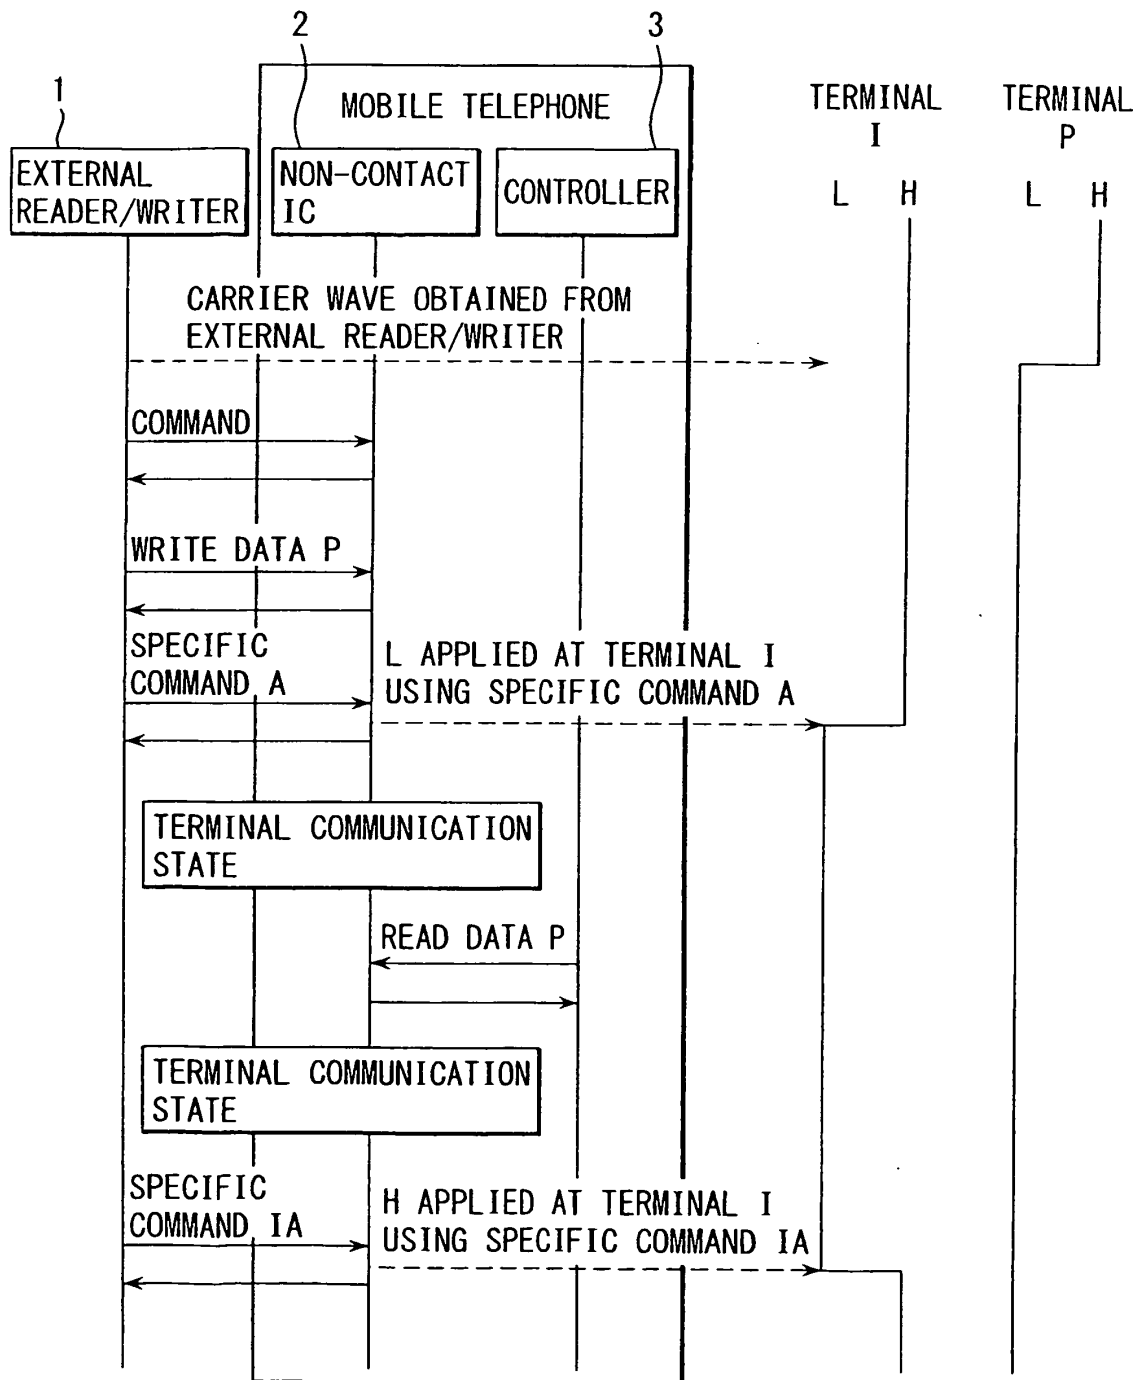 1
2
3
MOBILE TELEPHONE
EXTERNAL
READER/WRITER
NON-CONTACT
IC
CONTROLLER
TERMINAL
I
TERMINAL
P
L H
L H
CARRIER WAVE OBTAINED FROM
EXTERNAL READER/WRITER
COMMAND
WRITE DATA P
SPECIFIC
COMMAND A
L APPLIED AT TERMINAL I
USING SPECIFIC COMMAND A
TERMINAL COMMUNICATION
STATE
READ DATA P
TERMINAL COMMUNICATION
STATE
SPECIFIC
COMMAND IA
H APPLIED AT TERMINAL I
USING SPECIFIC COMMAND IA